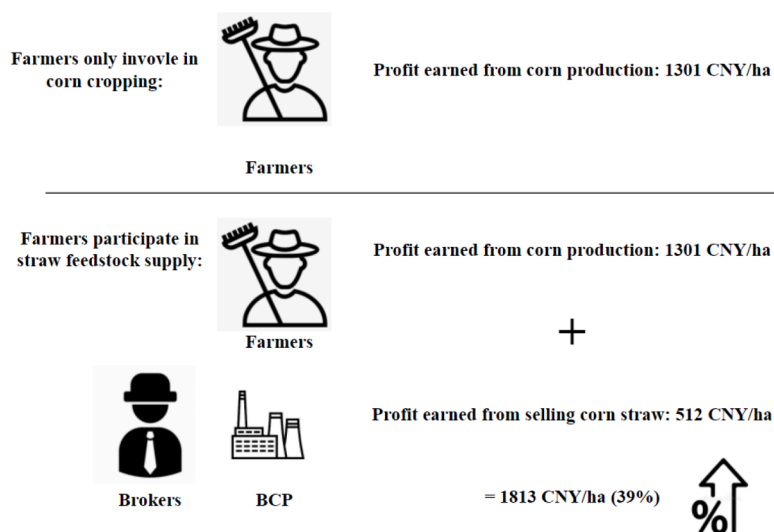 Farmers only invovle in
corn cropping:
Profit earned from corn production: 1301 CNY/ha
Farmers
Farmers participate in
straw feedstock supply:
Profit earned from corn production: 1301 CNY/ha
Farmers
+
Profit earned from selling corn straw: 512 CNY/ha
Brokers
BCP
= 1813 CNY/ha (39%)
%